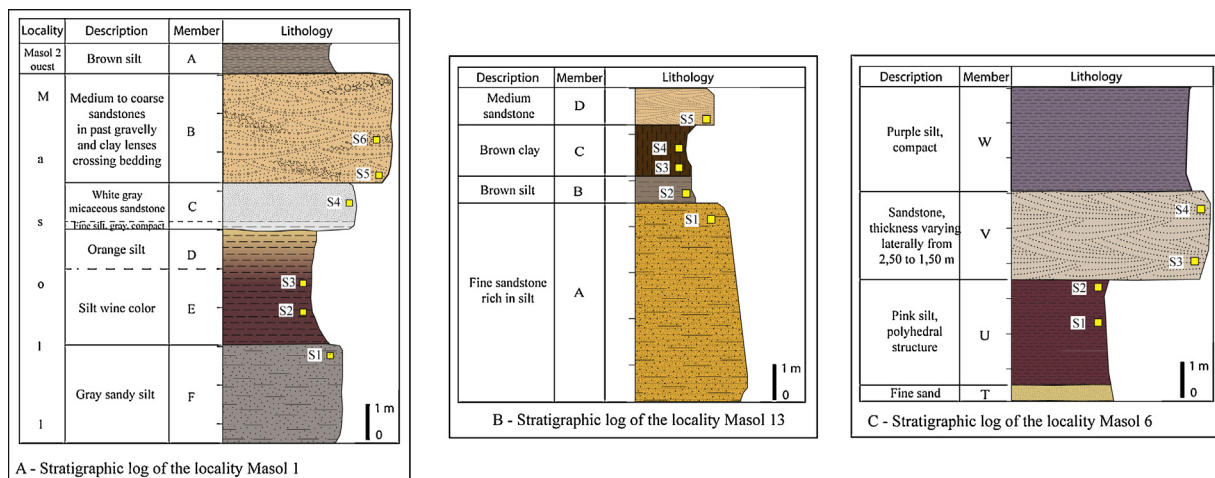 Locality Description Member Lithology
Masol 2
ouest
Brown silt A
M
a
s
o
l
1
Medium to coarse
sandstones
in past gravelly
and clay lenses
crossing bedding
B
S6
S5
White gray
micaceous sandstone
C
S4
Fine silt, gray, compact
Orange silt D
Silt wine color E
S3
S2
Gray sandy silt F
S1
1 m
0
A - Stratigraphic log of the locality Masol 1
Description Member Lithology
Medium
sandstone
D
S5
Brown clay C
S4
S3
Brown silt B
S2
Fine sandstone
rich in silt
A
S1
1 m
0
B - Stratigraphic log of the locality Masol 13
Description Member Lithology
Purple silt,
compact
W
Sandstone,
thickness varying
laterally from
2,50 to 1,50 m
V
S4
S3
Pink silt,
polyhedral
structure
U
S2
S1
Fine sand T
1 m
0
C - Stratigraphic log of the locality Masol 6